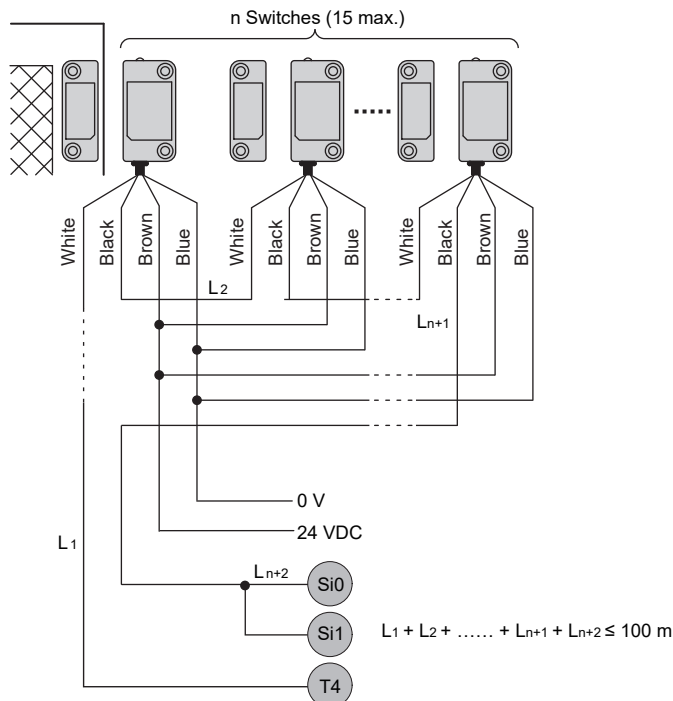 n Switches (15 max.)
White
Black
Brown
Blue
White
Black
Brown
Blue
White
Black
Brown
Blue
L2
Ln+1
0 V
24 VDC
L1
Ln+2
Si0
Si1
L1 + L2 + …… + Ln+1 + Ln+2 ≤ 100 m
T4